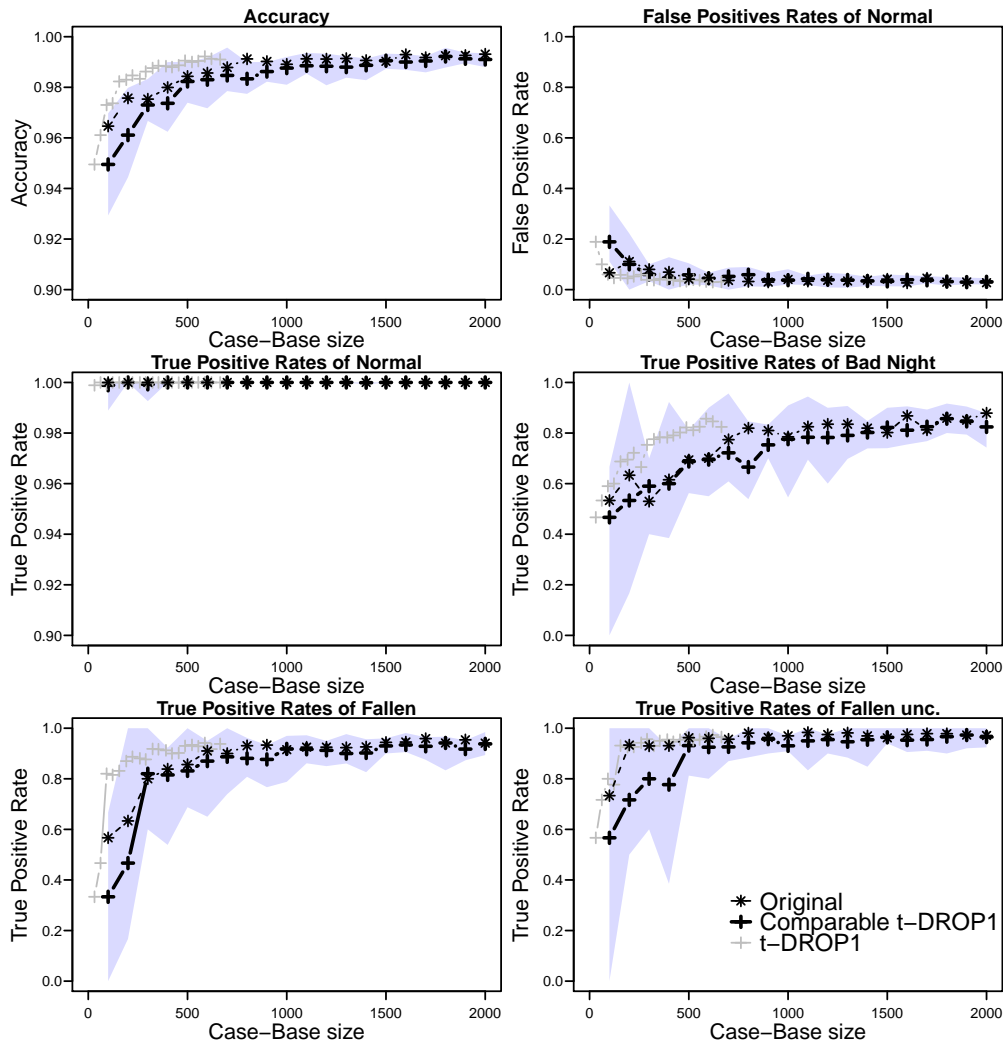 Accuracy
False Positives Rates of Normal
Accuracy
1.00
0.98
0.96
0.94
0.92
0.90
0 500 1000 1500 2000
Case−Base size
False Positive Rate
1.0
0.8
0.6
0.4
0.2
0.0
0 500 1000 1500 2000
Case−Base size
True Positive Rates of Normal
True Positive Rates of Bad Night
True Positive Rate
1.00
0.98
0.96
0.94
0.92
0.90
0 500 1000 1500 2000
Case−Base size
True Positive Rate
1.00
0.98
0.96
0.94
0.92
0.0
0 500 1000 1500 2000
Case−Base size
True Positive Rates of Fallen
True Positive Rates of Fallen unc.
True Positive Rate
1.0
0.8
0.6
0.4
0.2
0.0
0 500 1000 1500 2000
Case−Base size
True Positive Rate
1.0
0.8
0.6
0.4
0.2
0.0
Original
Comparable t−DROP1
t−DROP1
0 500 1000 1500 2000
Case−Base size